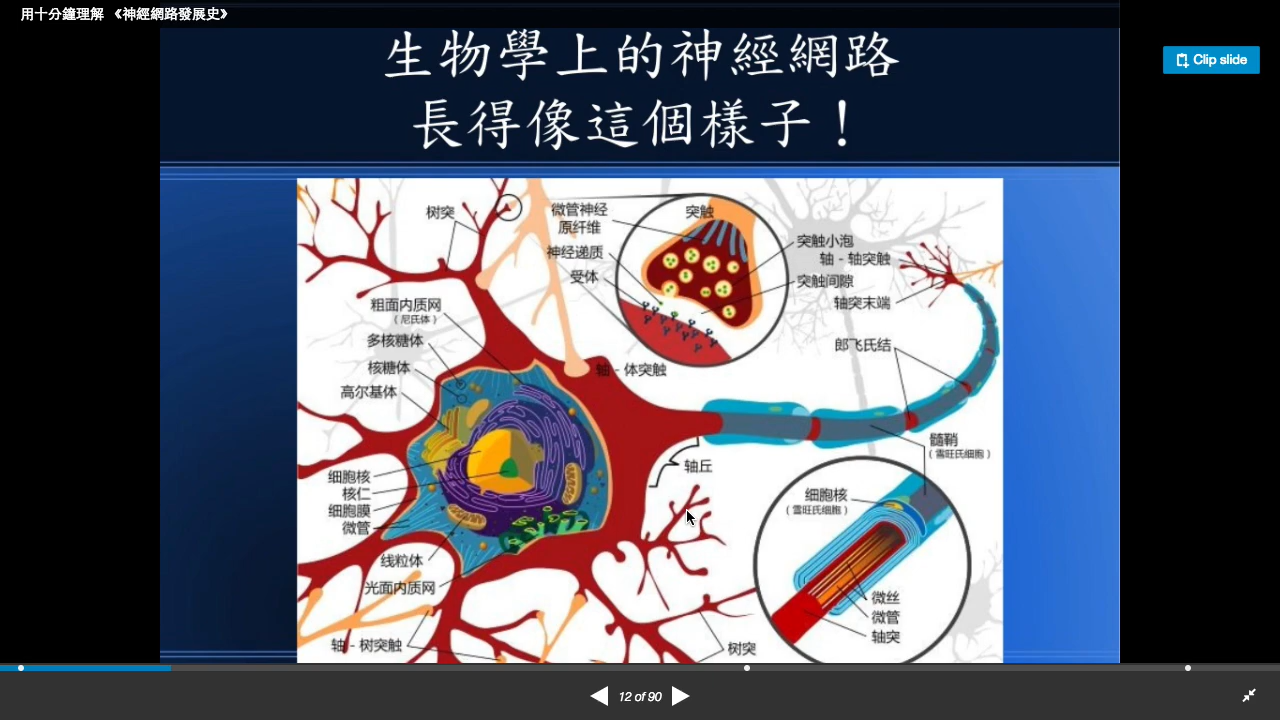 用十分鐘理解 《神經網路發展史》
Clip slide
生物學上的神經網路
長得像這個樣子！
树突
微管神经
原纤维
突触
神经递质
受体
突触小泡
轴 - 轴突触
突触间隙
轴突末端
粗面内质网
（尼氏体）
多核糖体
核糖体
高尔基体
轴 - 体突触
郎飞氏结
髓鞘
（雪旺氏细胞）
轴丘
细胞核
核仁
细胞膜
微管
细胞核
（雪旺氏细胞）
线粒体
光面内质网
微丝
微管
轴突
轴 - 树突触
树突
12 of 90